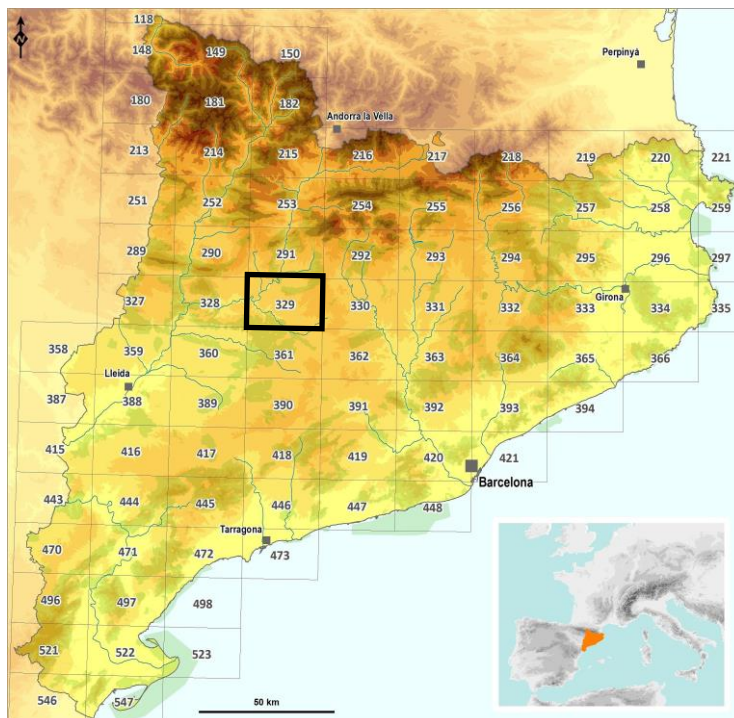 118
148 149 150
Perpinyà
180 181 182
Andorra la Vella
213 214 215 216 217 218 219 220 221
251 252 253 254 255 256 257 258 259
289 290 291 292 293 294 295 296 297
327 328 329 330 331 332 333 Girona 334 335
358 359 360 361 362 363 364 365 366
Lleida
387 388 389 390 391 392 393 394
415 416 417 418 419 420 421
Barcelona
443 444 445 446 447 448
Tarragona
470 471 472 473
496 497 498
521 522 523
546 547
50 km
N